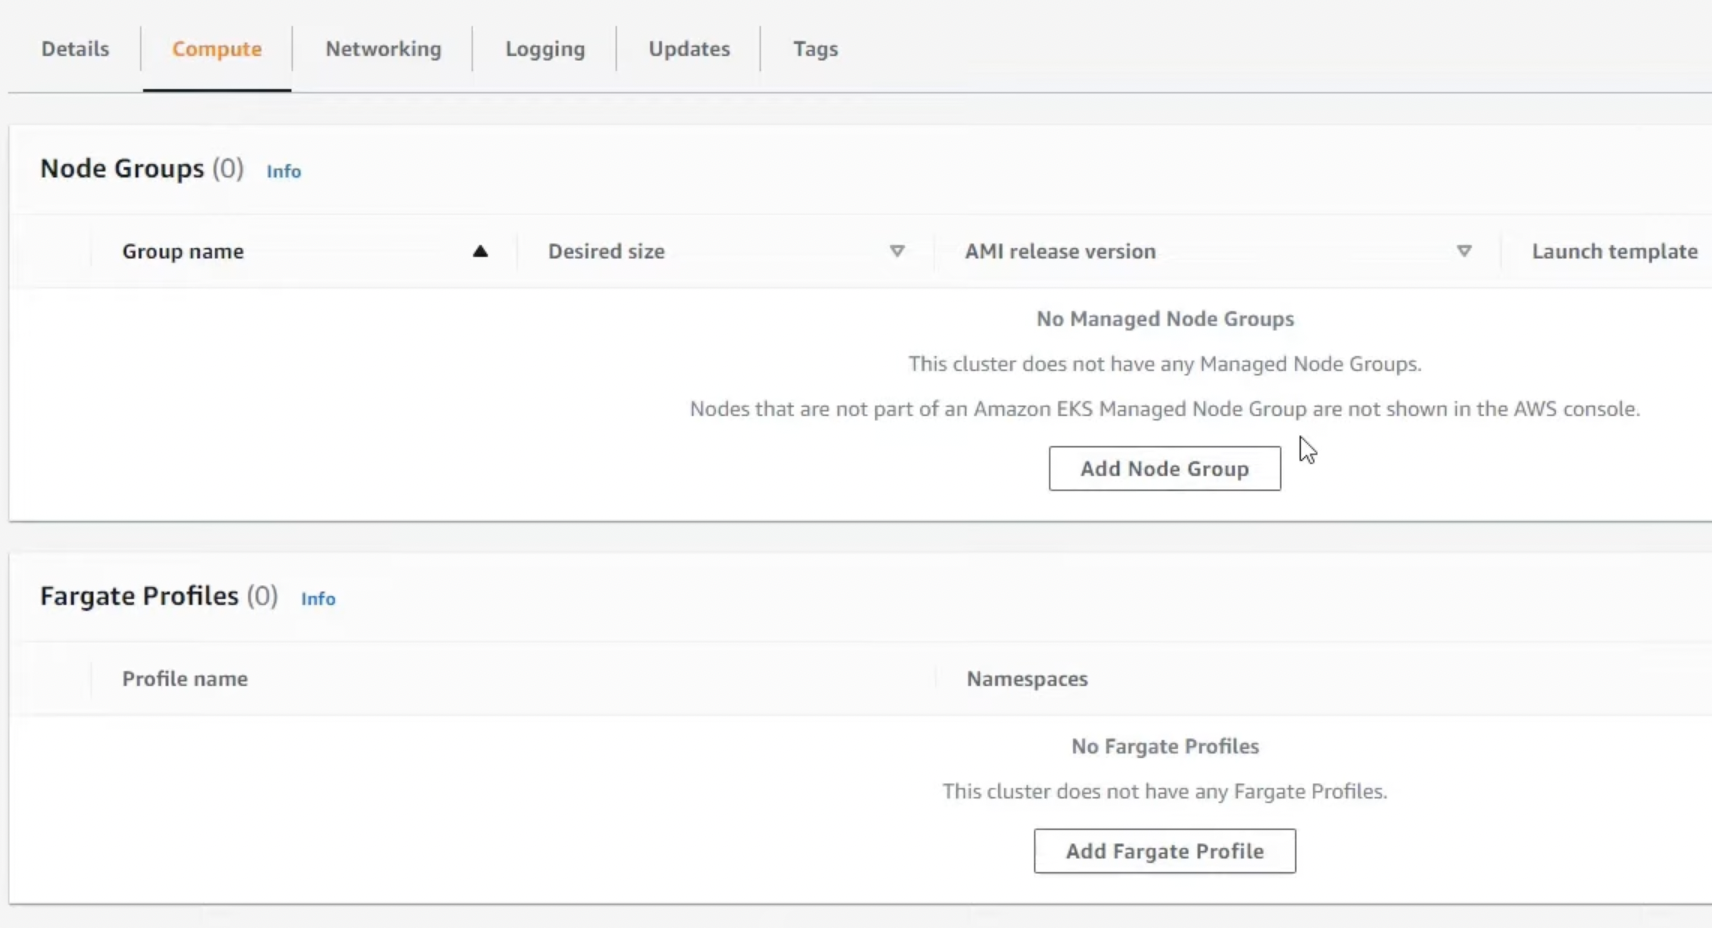 Details Compute Networking Logging Updates Tags
Node Groups (0) Info
Group name Desired size AMI release version Launch template
No Managed Node Groups
This cluster does not have any Managed Node Groups.
Nodes that are not part of an Amazon EKS Managed Node Group are not shown in the AWS console.
Add Node Group
Fargate Profiles (0) Info
Profile name Namespaces
No Fargate Profiles
This cluster does not have any Fargate Profiles.
Add Fargate Profile